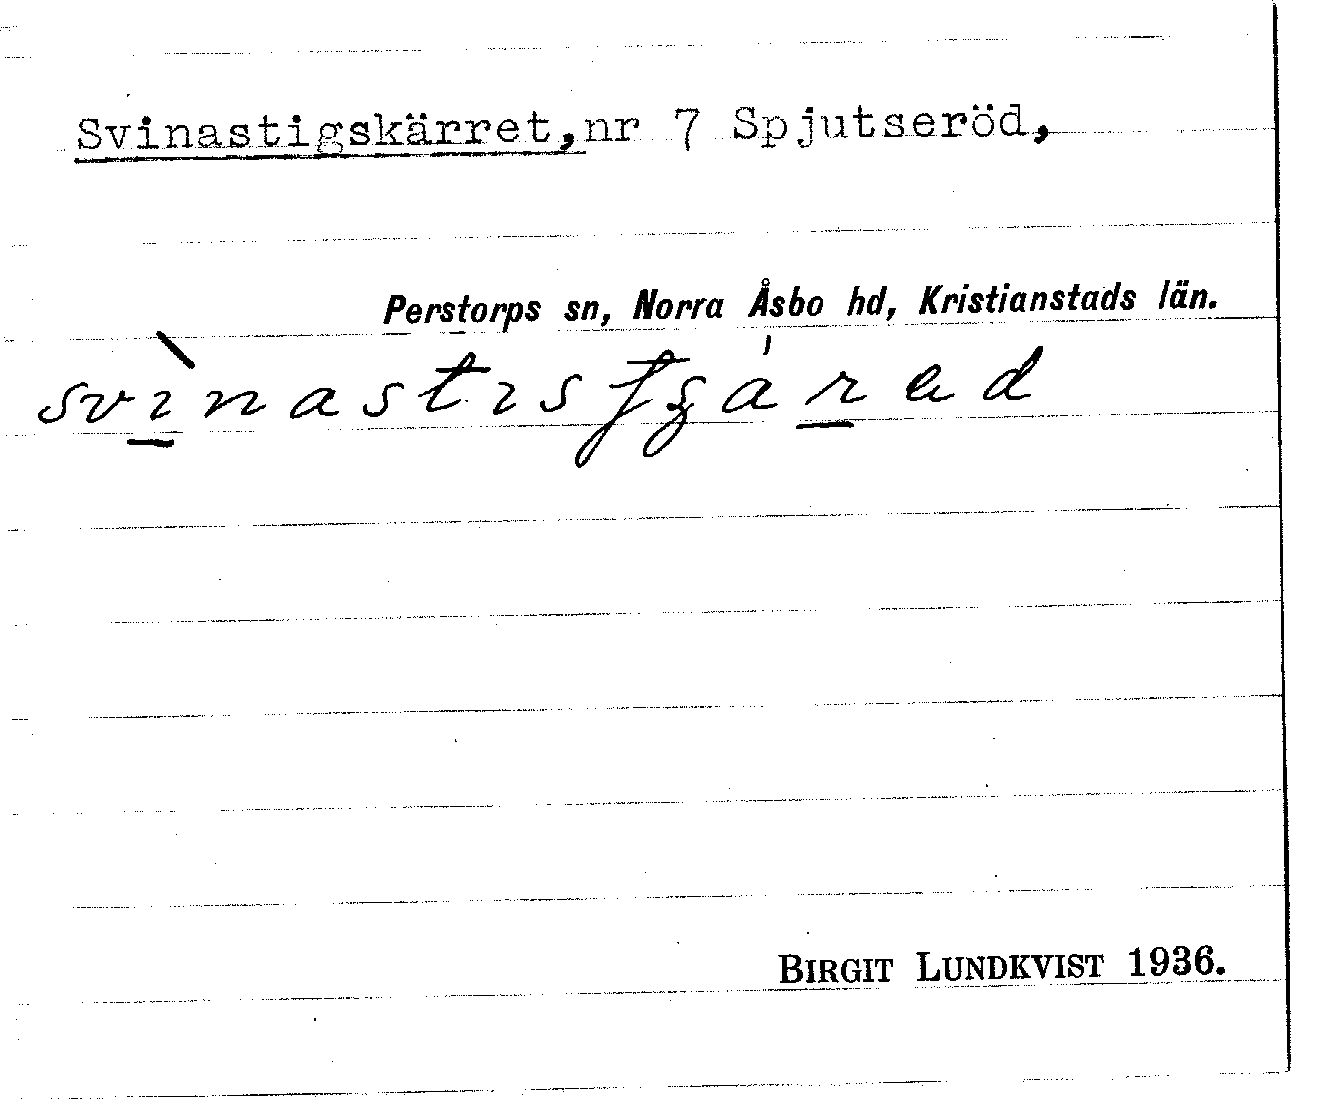 Svinastigskärret, nr 7 Spjutseröd,
Perstorps sn, Norra Åsbo hd, Kristianstads län.
BIRGIT LUNDKVIST 1936.